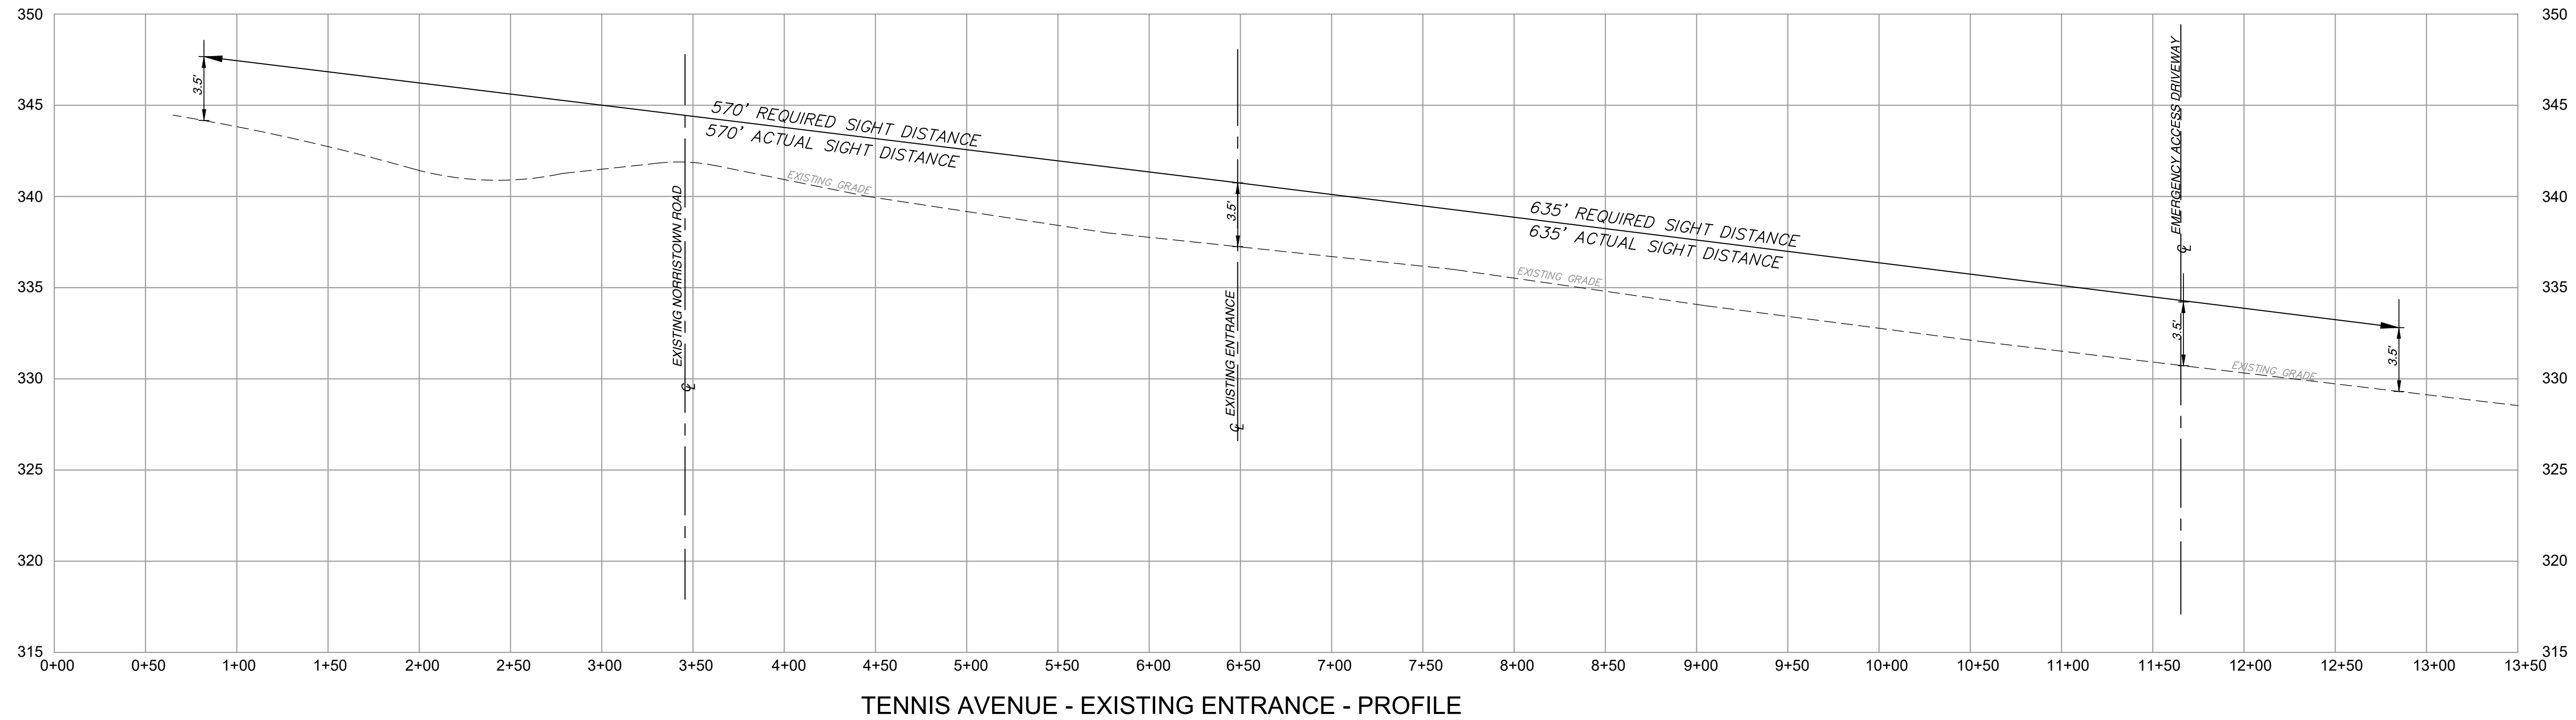 350
350
EMERGENCY ACCESS DRIVEWAY
3.5'
345
345
570' REQUIRED SIGHT DISTANCE
570' ACTUAL SIGHT DISTANCE
EXISTING GRADE
EXISTING NORRISTOWN ROAD
340
340
3.5'
635' REQUIRED SIGHT DISTANCE
635' ACTUAL SIGHT DISTANCE
EXISTING GRADE
℄
335
335
EXISTING ENTRANCE
3.5'
3.5'
EXISTING GRADE
330
330
℄
℄
325
325
320
320
315
315
0+00 0+50 1+00 1+50 2+00 2+50 3+00 3+50 4+00 4+50 5+00 5+50 6+00 6+50 7+00 7+50 8+00 8+50 9+00 9+50 10+00 10+50 11+00 11+50 12+00 12+50 13+00 13+50
TENNIS AVENUE - EXISTING ENTRANCE - PROFILE